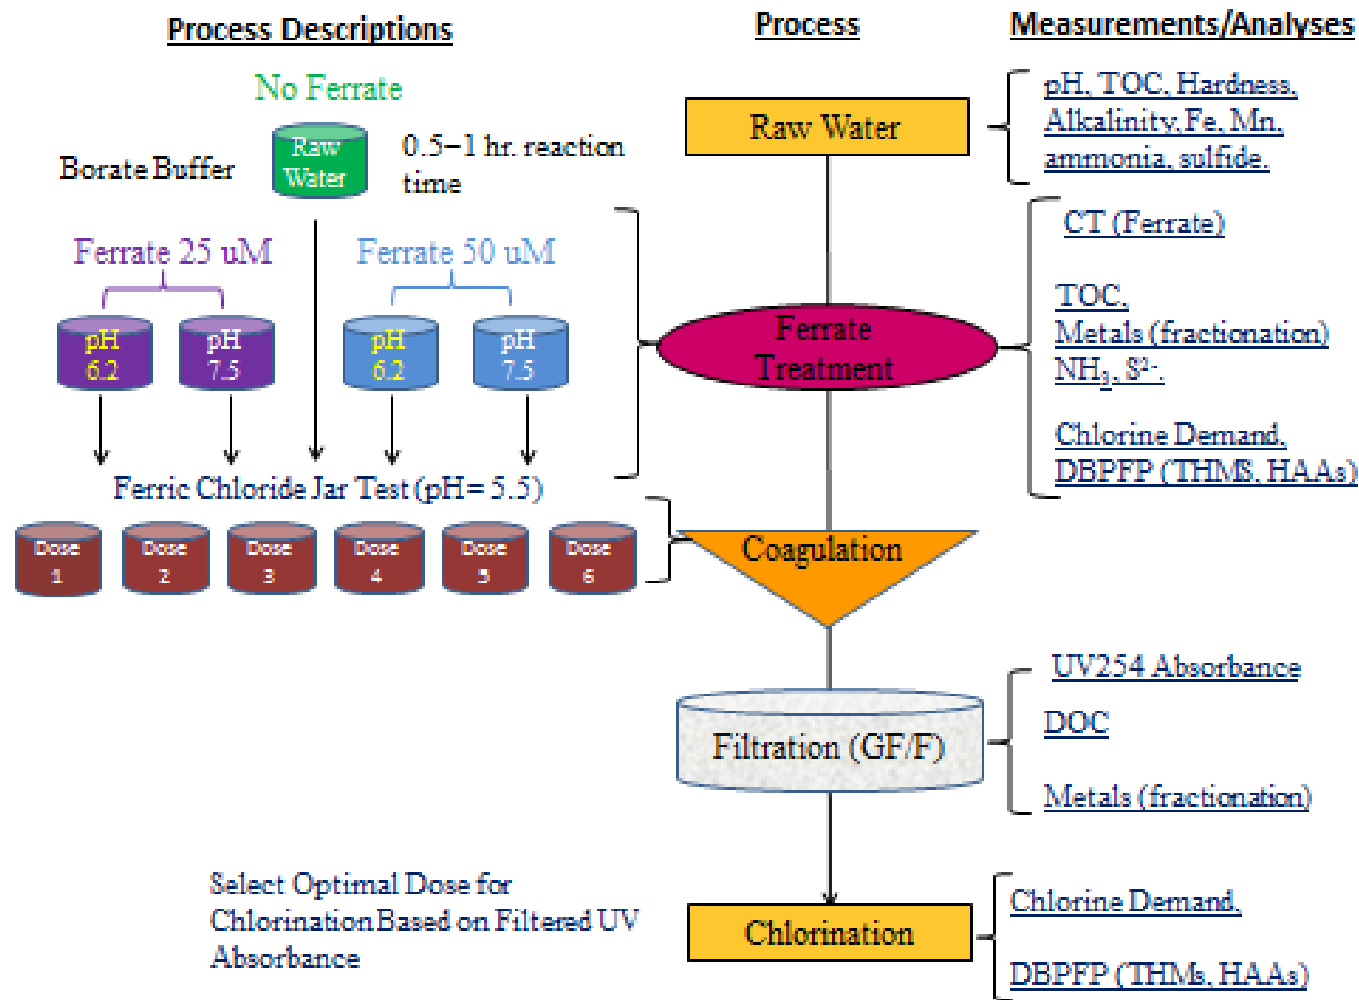 Process Descriptions
Process
Measurements/Analyses
No Ferrate
Raw
Water
Borate Buffer
0.5–1 hr. reaction
time
Ferrate 25 uM
Ferrate 50 uM
pH
6.2
pH
7.5
pH
6.2
pH
7.5
Ferric Chloride Jar Test (pH= 5.5)
Dose
1
Dose
2
Dose
3
Dose
4
Dose
5
Dose
6
Select Optimal Dose for
Chlorination Based on Filtered UV
Absorbance
Raw Water
Ferrate
Treatment
Coagulation
Filtration (GF/F)
Chlorination
pH, TOC, Hardness,
Alkalinity, Fe, Mn,
ammonia, sulfide.
CT (Ferrate)
TOC,
Metals (fractionation)
NH₃, S²⁻.
Chlorine Demand,
DBPFP (THMS, HAAs)
UV254 Absorbance
DOC
Metals (fractionation)
Chlorine Demand,
DBPFP (THMs, HAAs)